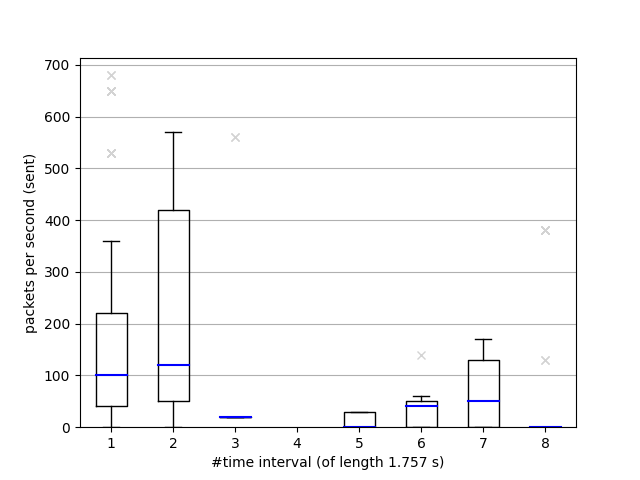 700
600
500
400
300
200
100
0
packets per second (sent)
1 2 3 4 5 6 7 8
#time interval (of length 1.757 s)